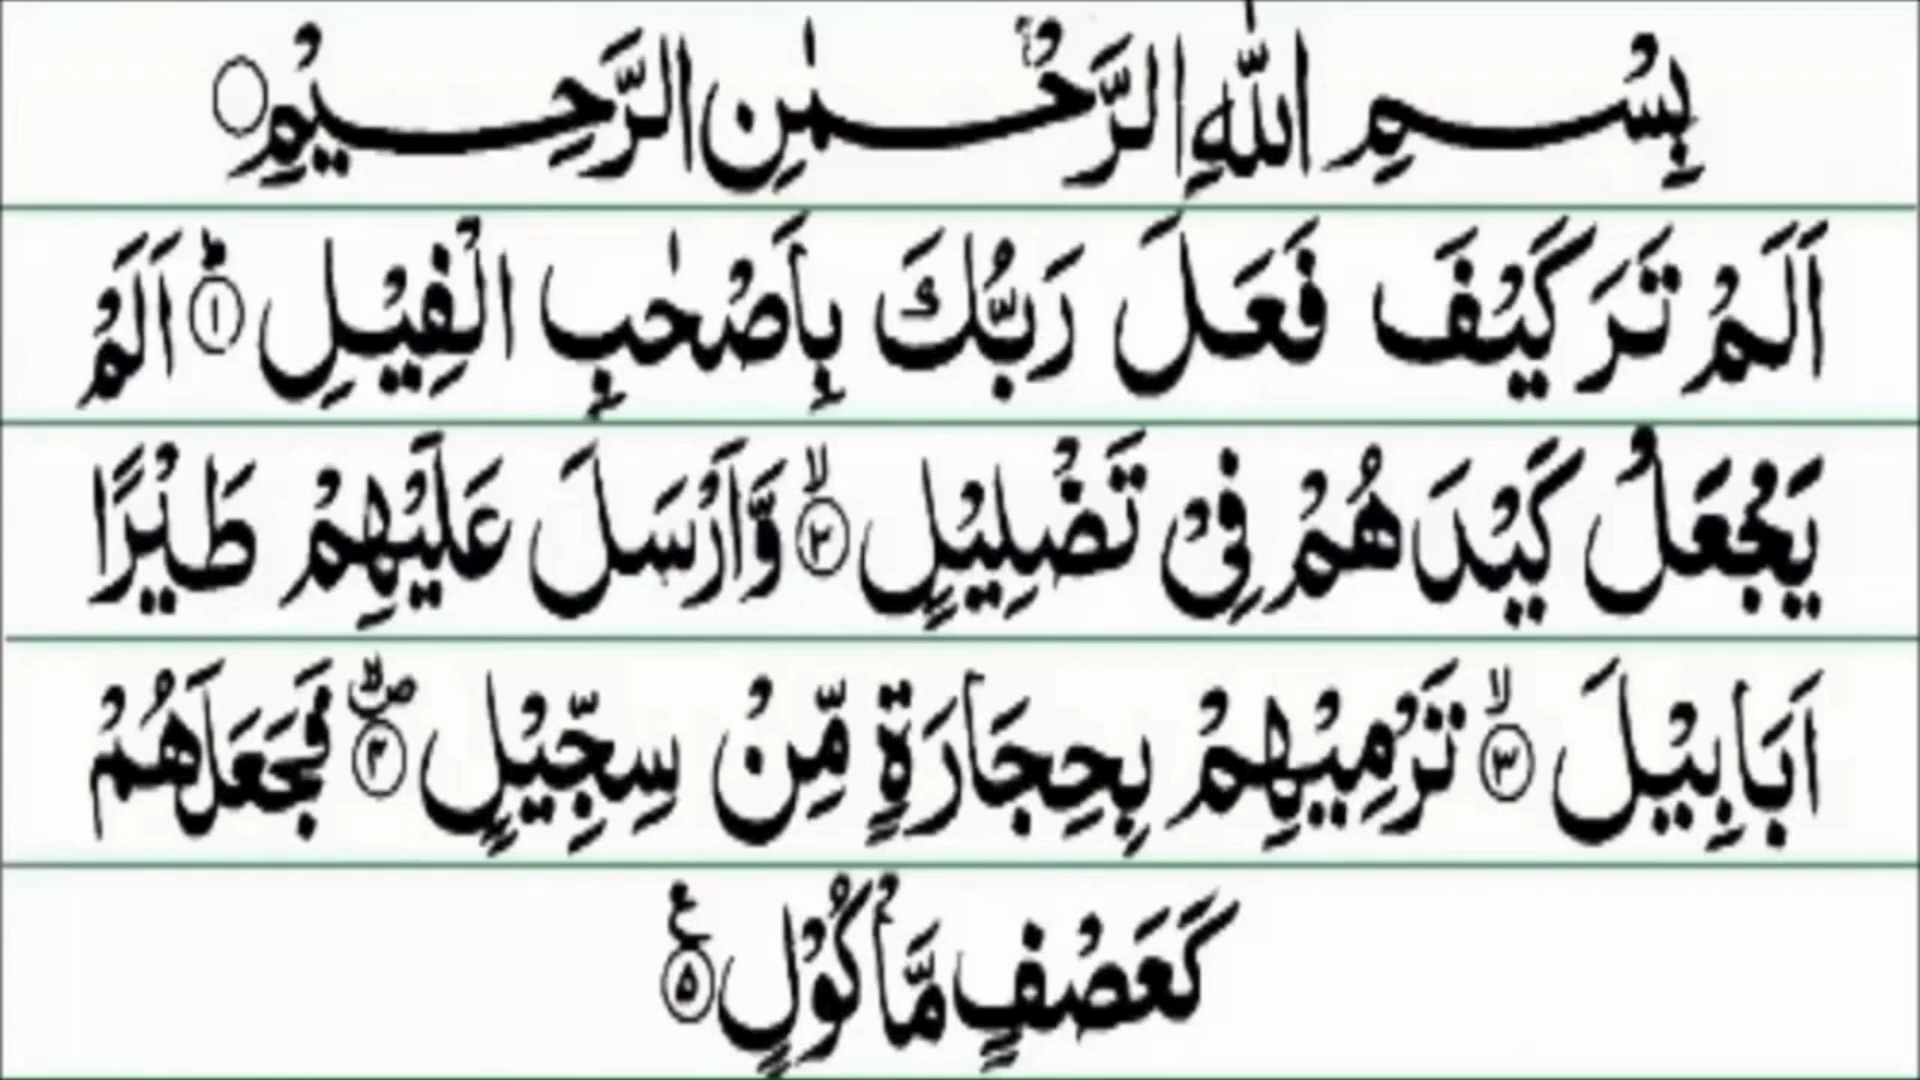 بِسْمِ اللّٰهِ الرَّحْمٰنِ الرَّحِيْمِ ○
اَلَمْ تَرَ كَيْفَ فَعَلَ رَبُّكَ بِاَصْحٰبِ الْفِيْلِ ؕ﴿۱﴾ اَلَمْ
يَجْعَلْ كَيْدَهُمْ فِيْ تَضْلِيْلٍ ۙ﴿۲﴾ وَّاَرْسَلَ عَلَيْهِمْ طَيْرًا
اَبَابِيْلَ ۙ﴿۳﴾ تَرْمِيْهِمْ بِحِجَارَةٍ مِّنْ سِجِّيْلٍ ۪ۙ﴿۴﴾ فَجَعَلَهُمْ
كَعَصْفٍ مَّاْكُوْلٍ ﴿۵﴾ ع